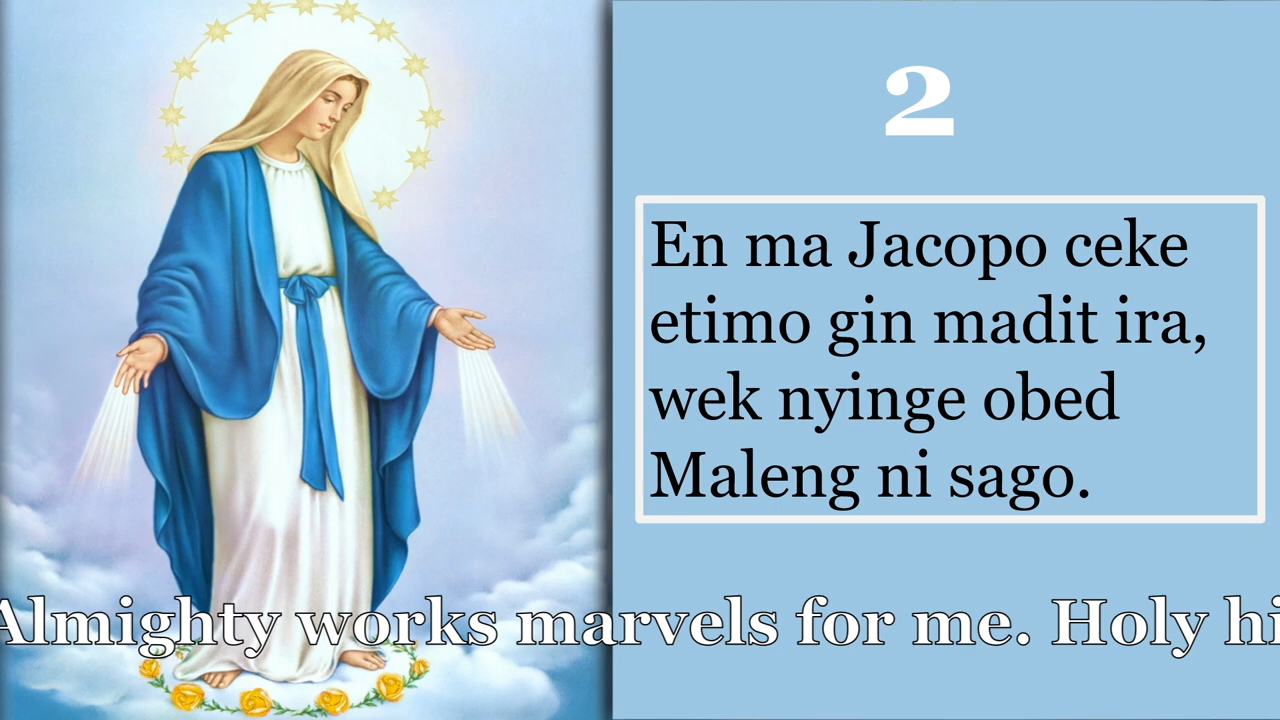 2
En ma Jacopo ceke
etimo gin madit ira,
wek nyinge obed
Maleng ni sago.
Almighty works marvels for me. Holy